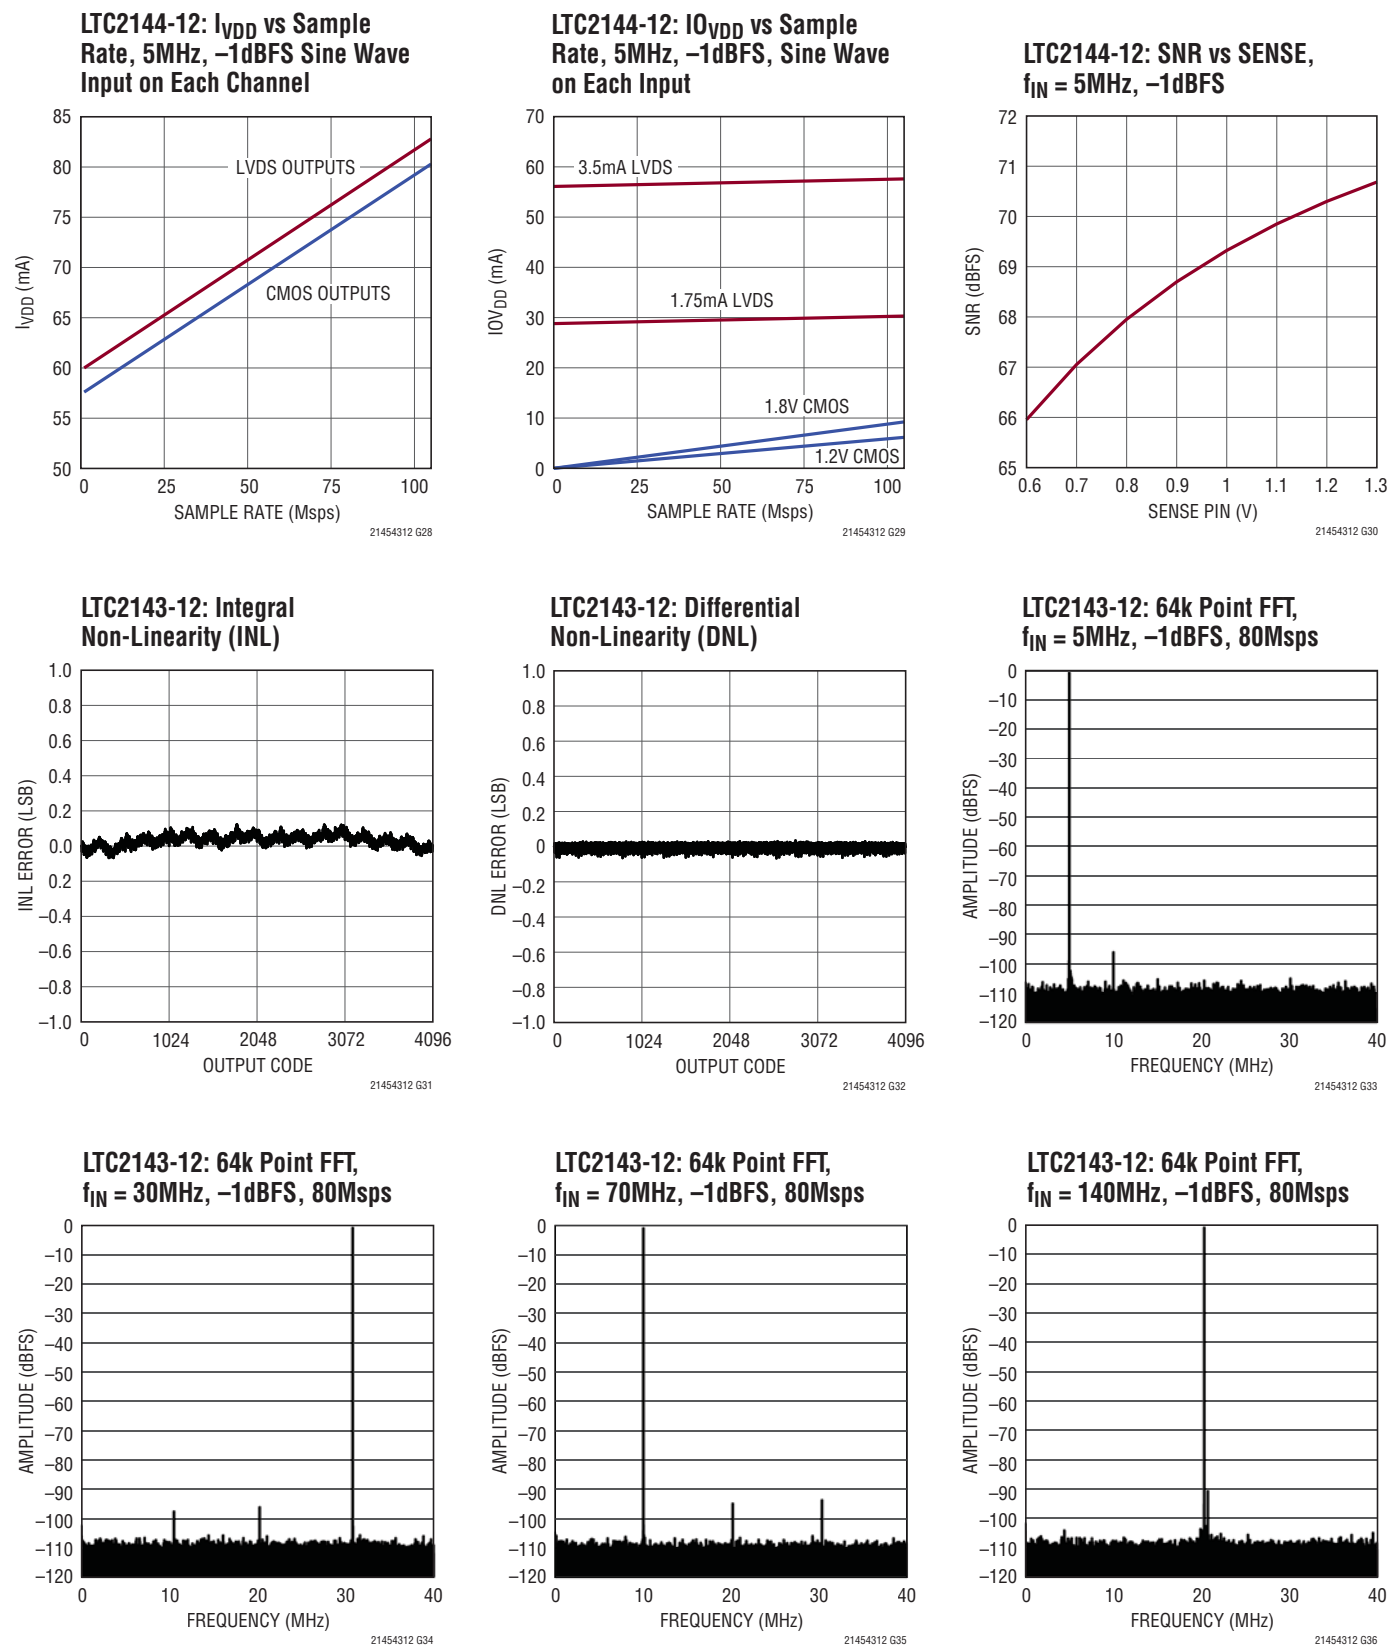 LTC2144-12: IVDD vs Sample
Rate, 5MHz, –1dBFS Sine Wave
Input on Each Channel
85
80
75
70
65
60
55
50
IVDD (mA)
LVDS OUTPUTS
CMOS OUTPUTS
0 25 50 75 100
SAMPLE RATE (Msps)
21454312 G28
LTC2144-12: IOVDD vs Sample
Rate, 5MHz, –1dBFS, Sine Wave
on Each Input
70
60
50
40
30
20
10
0
IOVDD (mA)
3.5mA LVDS
1.75mA LVDS
1.8V CMOS
1.2V CMOS
0 25 50 75 100
SAMPLE RATE (Msps)
21454312 G29
LTC2144-12: SNR vs SENSE,
fIN = 5MHz, –1dBFS
72
71
70
69
68
67
66
65
SNR (dBFS)
0.6 0.7 0.8 0.9 1 1.1 1.2 1.3
SENSE PIN (V)
21454312 G30
LTC2143-12: Integral
Non-Linearity (INL)
1.0
0.8
0.6
0.4
0.2
0.0
0.2
–0.4
–0.6
–0.8
–1.0
INL ERROR (LSB)
0 1024 2048 3072 4096
OUTPUT CODE
21454312 G31
LTC2143-12: Differential
Non-Linearity (DNL)
1.0
0.8
0.6
0.4
0.2
0
–0.2
–0.4
–0.6
–0.8
–1.0
DNL ERROR (LSB)
0 1024 2048 3072 4096
OUTPUT CODE
21454312 G32
LTC2143-12: 64k Point FFT,
fIN = 5MHz, –1dBFS, 80Msps
0
–10
–20
–30
–40
–50
–60
–70
–80
–90
–100
–110
–120
AMPLITUDE (dBFS)
0 10 20 30 40
FREQUENCY (MHz)
21454312 G33
LTC2143-12: 64k Point FFT,
fIN = 30MHz, –1dBFS, 80Msps
0
–10
–20
–30
–40
–50
–60
–70
–80
–90
–100
–110
–120
AMPLITUDE (dBFS)
0 10 20 30 40
FREQUENCY (MHz)
21454312 G34
LTC2143-12: 64k Point FFT,
fIN = 70MHz, –1dBFS, 80Msps
0
–10
–20
–30
–40
–50
–60
–70
–80
–90
–100
–110
–120
AMPLITUDE (dBFS)
0 10 20 30 40
FREQUENCY (MHz)
21454312 G35
LTC2143-12: 64k Point FFT,
fIN = 140MHz, –1dBFS, 80Msps
0
–10
–20
–30
–40
–50
–60
–70
–80
–90
–100
–110
–120
AMPLITUDE (dBFS)
0 10 20 30 40
FREQUENCY (MHz)
21454312 G36